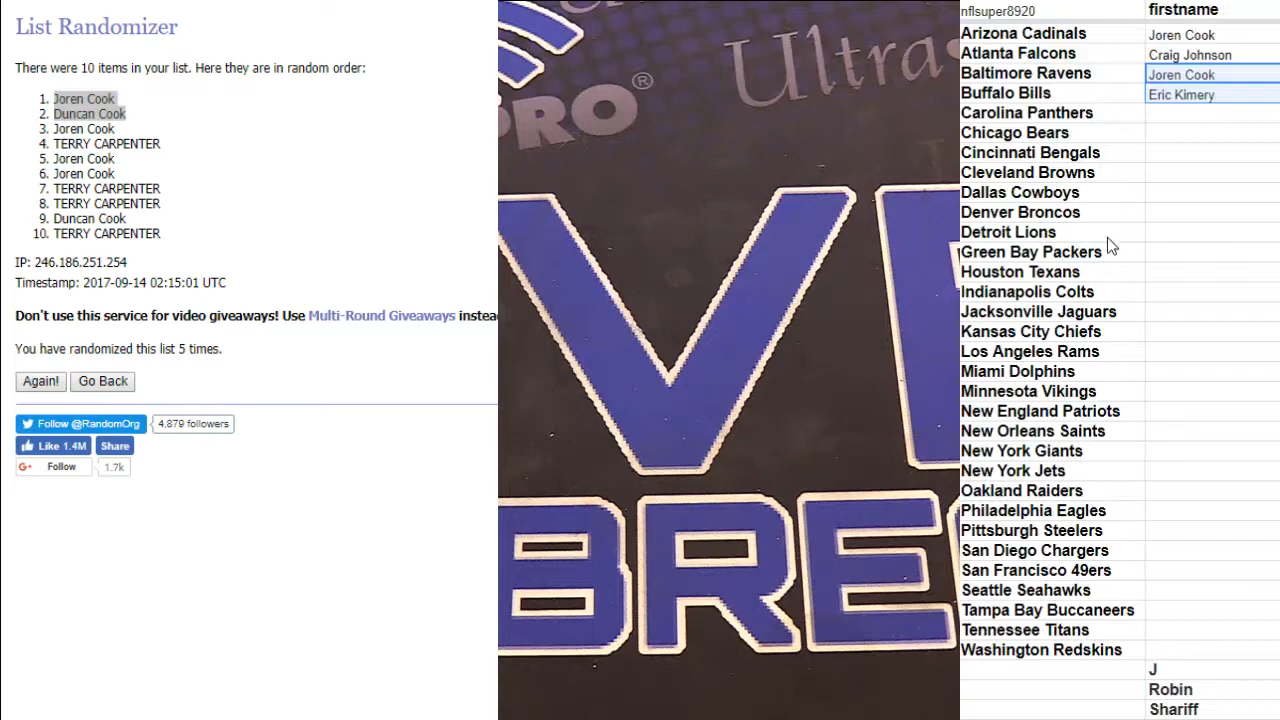 List Randomizer
There were 10 items in your list. Here they are in random order:
1. Joren Cook
2. Duncan Cook
3. Joren Cook
4. TERRY CARPENTER
5. Joren Cook
6. Joren Cook
7. TERRY CARPENTER
8. TERRY CARPENTER
9. Duncan Cook
10. TERRY CARPENTER
IP: 246.186.251.254
Timestamp: 2017-09-14 02:15:01 UTC
Don't use this service for video giveaways! Use Multi-Round Giveaways instea
You have randomized this list 5 times.
Again! Go Back
Follow @RandomOrg 4,879 followers
Like 1.4M Share
G+ Follow 1.7k
Ultra
PRO®
V
BRE
nflsuper8920 firstname
Arizona Cadinals Joren Cook
Atlanta Falcons Craig Johnson
Baltimore Ravens Joren Cook
Buffalo Bills Eric Kimery
Carolina Panthers
Chicago Bears
Cincinnati Bengals
Cleveland Browns
Dallas Cowboys
Denver Broncos
Detroit Lions
Green Bay Packers
Houston Texans
Indianapolis Colts
Jacksonville Jaguars
Kansas City Chiefs
Los Angeles Rams
Miami Dolphins
Minnesota Vikings
New England Patriots
New Orleans Saints
New York Giants
New York Jets
Oakland Raiders
Philadelphia Eagles
Pittsburgh Steelers
San Diego Chargers
San Francisco 49ers
Seattle Seahawks
Tampa Bay Buccaneers
Tennessee Titans
Washington Redskins
J
Robin
Shariff